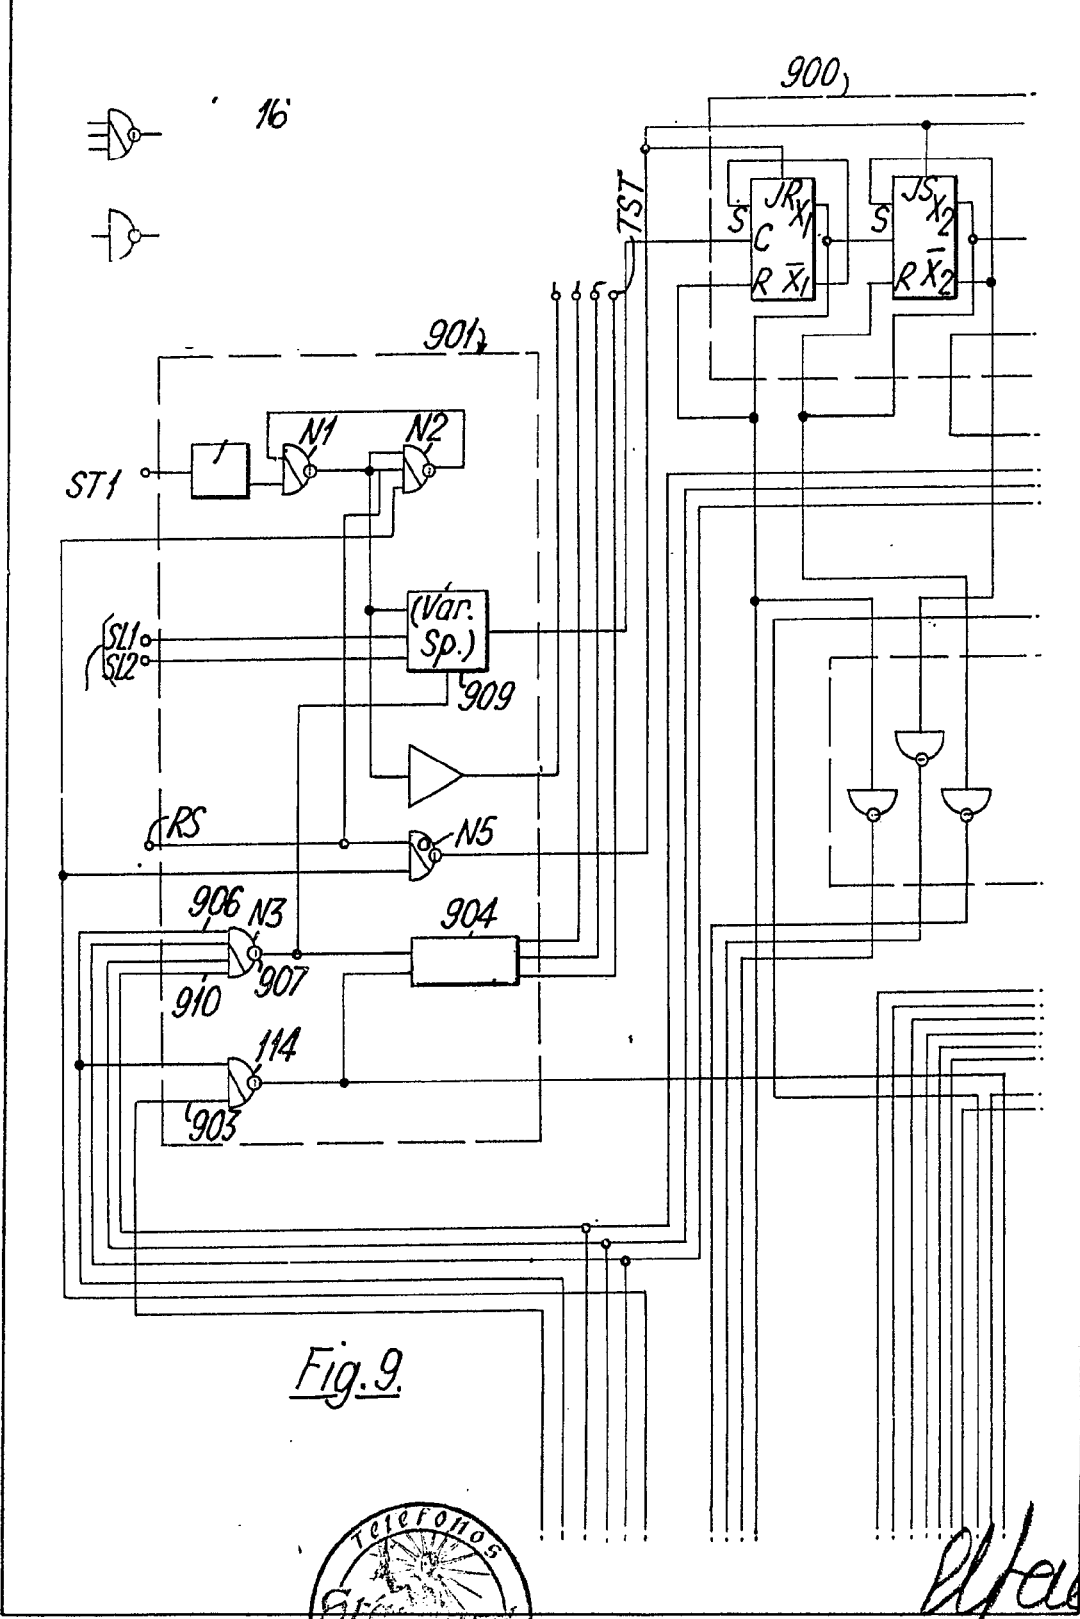 900
16
TST
JR
S
X1
C
R
X̅1
JS
S
X2
R
X̅2
901
N1
N2
ST1
(Var.
Sp.)
SL1
SL2
909
RS
N5
906
N3
904
907
910
114
903
Fig. 9.
Telefonos